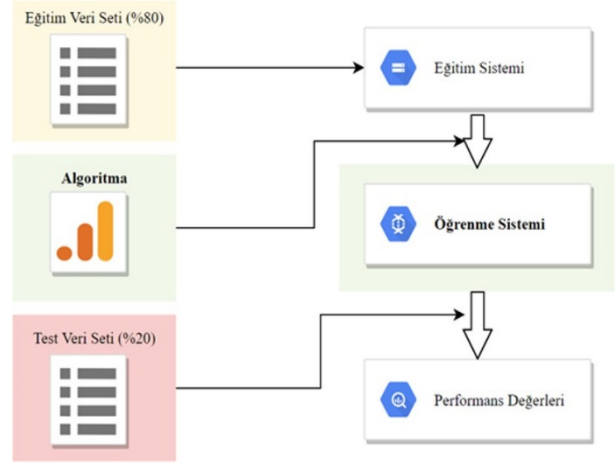 Eğitim Veri Seti (%80)
Eğitim Sistemi
Algoritma
Öğrenme Sistemi
Test Veri Seti (%20)
Performans Değerleri